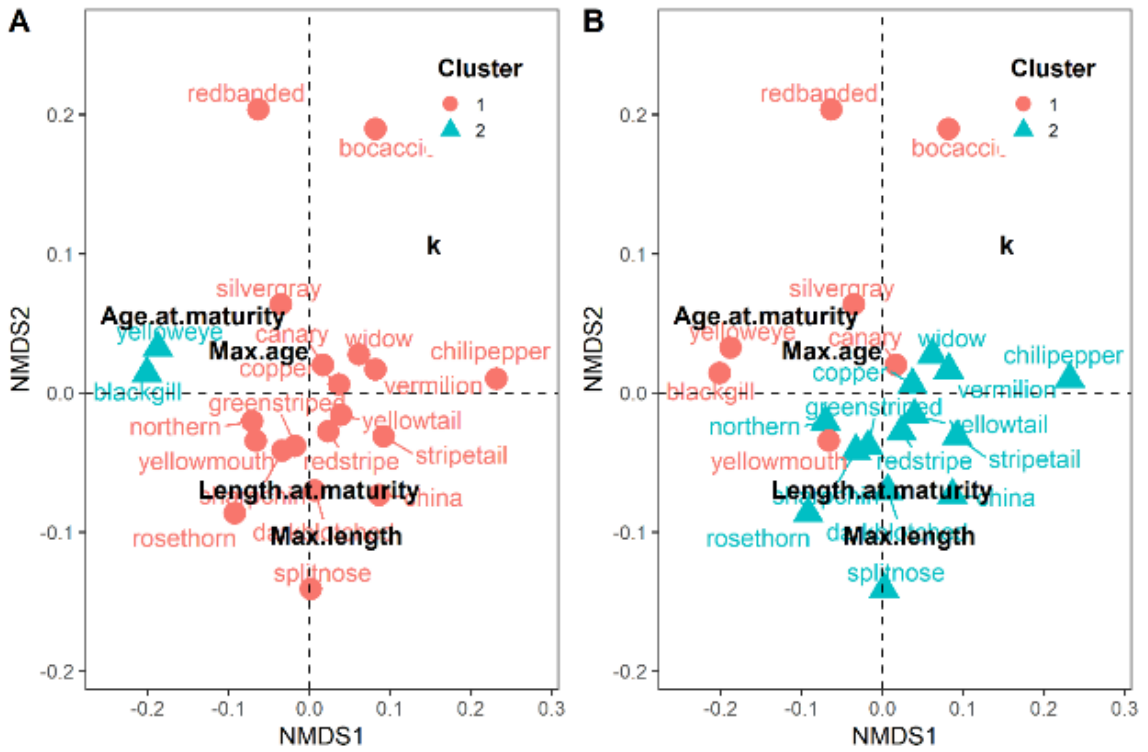 A
Cluster
1
2
redbanded
bocaccio
k
silvergray
Age.at.maturity
yelloweye
canary
widow
Max.age
chilipepper
copper
blackgill
vermilion
greenstriped
northern
yellowtail
yellowmouth
redstripe
stripetail
Length.at.maturity
china
rosethorn
darkblotched
Max.length
splitnose
0.2
0.1
0.0
-0.1
-0.2
NMDS2
-0.2
-0.1
0.0
0.1
0.2
0.3
NMDS1
B
Cluster
1
2
redbanded
bocaccio
k
silvergray
Age.at.maturity
yelloweye
canary
widow
Max.age
chilipepper
copper
blackgill
vermilion
greenstriped
northern
yellowtail
yellowmouth
redstripe
stripetail
Length.at.maturity
china
rosethorn
darkblotched
Max.length
splitnose
0.2
0.1
0.0
-0.1
-0.2
NMDS2
-0.2
-0.1
0.0
0.1
0.2
0.3
NMDS1